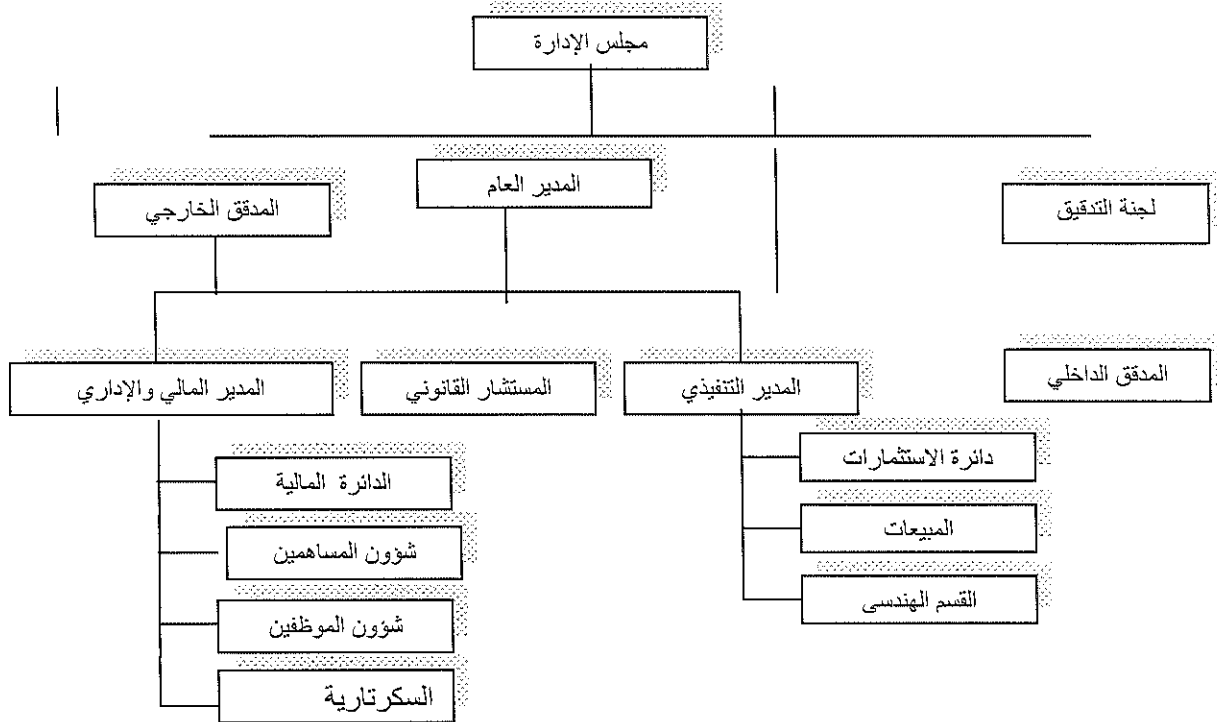 مجلس الإدارة
المدير العام
المدقق الخارجي
لجنة التدقيق
المدقق الداخلي
المدير التنفيذي
المستشار القانوني
المدير المالي والإداري
دائرة الاستثمارات
المبيعات
القسم الهندسى
الدائرة المالية
شؤون المساهمين
شؤون الموظفين
السكرتارية